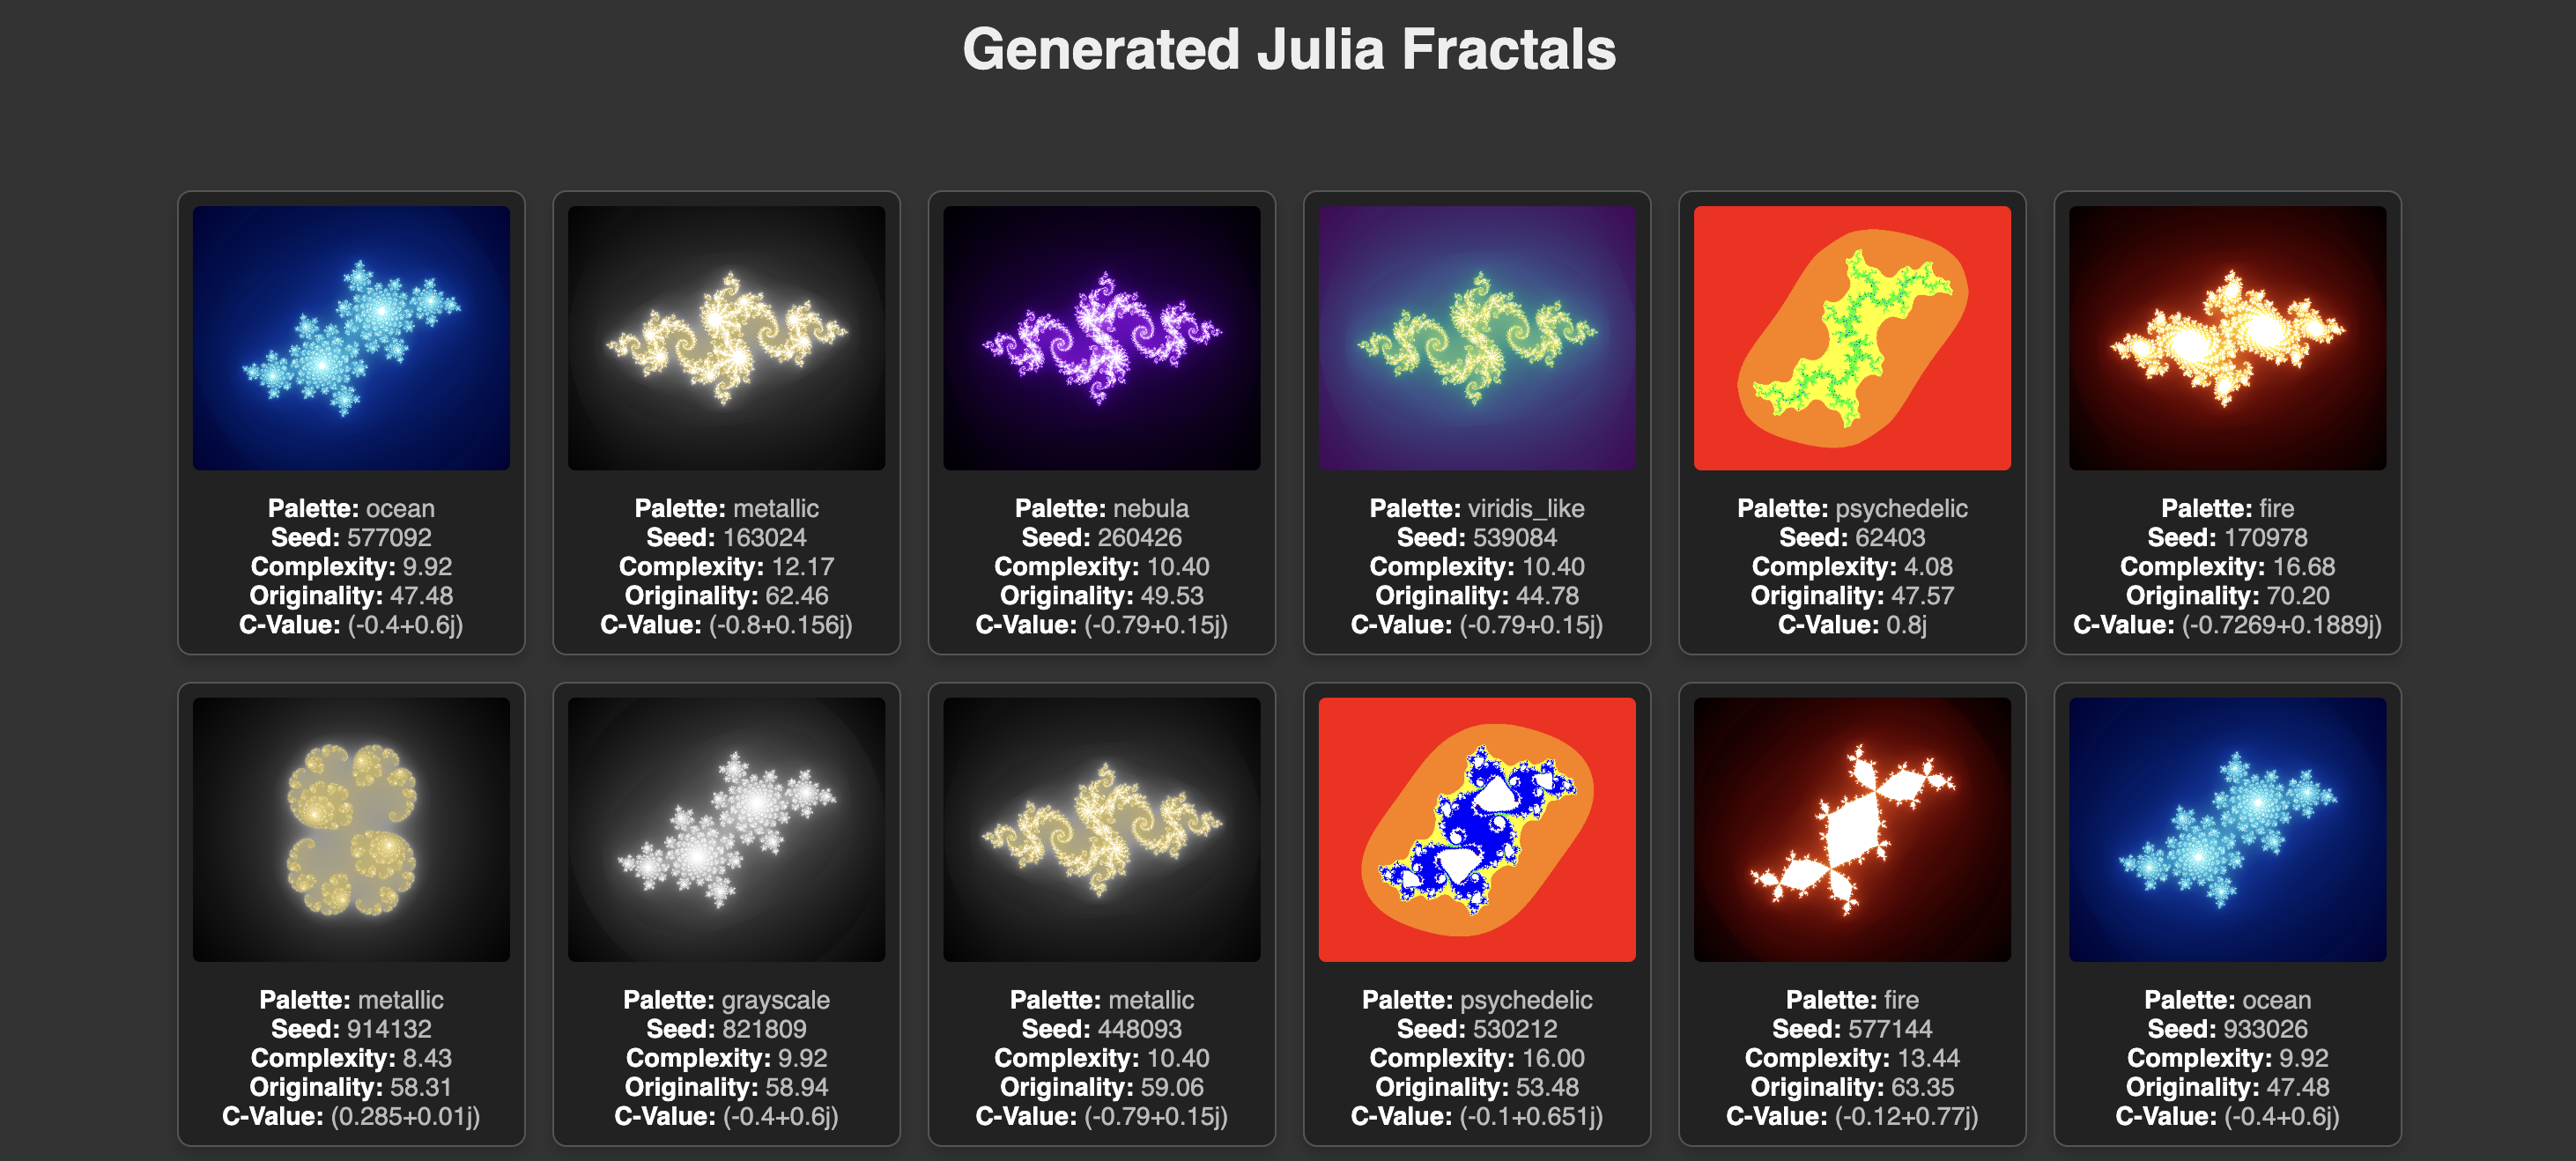 Generated Julia Fractals
Palette: ocean
Seed: 577092
Complexity: 9.92
Originality: 47.48
C-Value: (-0.4+0.6j)
Palette: metallic
Seed: 163024
Complexity: 12.17
Originality: 62.46
C-Value: (-0.8+0.156j)
Palette: nebula
Seed: 260426
Complexity: 10.40
Originality: 49.53
C-Value: (-0.79+0.15j)
Palette: viridis_like
Seed: 539084
Complexity: 10.40
Originality: 44.78
C-Value: (-0.79+0.15j)
Palette: psychedelic
Seed: 62403
Complexity: 4.08
Originality: 47.57
C-Value: 0.8j
Palette: fire
Seed: 170978
Complexity: 16.68
Originality: 70.20
C-Value: (-0.7269+0.1889j)
Palette: metallic
Seed: 914132
Complexity: 8.43
Originality: 58.31
C-Value: (0.285+0.01j)
Palette: grayscale
Seed: 821809
Complexity: 9.92
Originality: 58.94
C-Value: (-0.4+0.6j)
Palette: metallic
Seed: 448093
Complexity: 10.40
Originality: 59.06
C-Value: (-0.79+0.15j)
Palette: psychedelic
Seed: 530212
Complexity: 16.00
Originality: 53.48
C-Value: (-0.1+0.651j)
Palette: fire
Seed: 577144
Complexity: 13.44
Originality: 63.35
C-Value: (-0.12+0.77j)
Palette: ocean
Seed: 933026
Complexity: 9.92
Originality: 47.48
C-Value: (-0.4+0.6j)